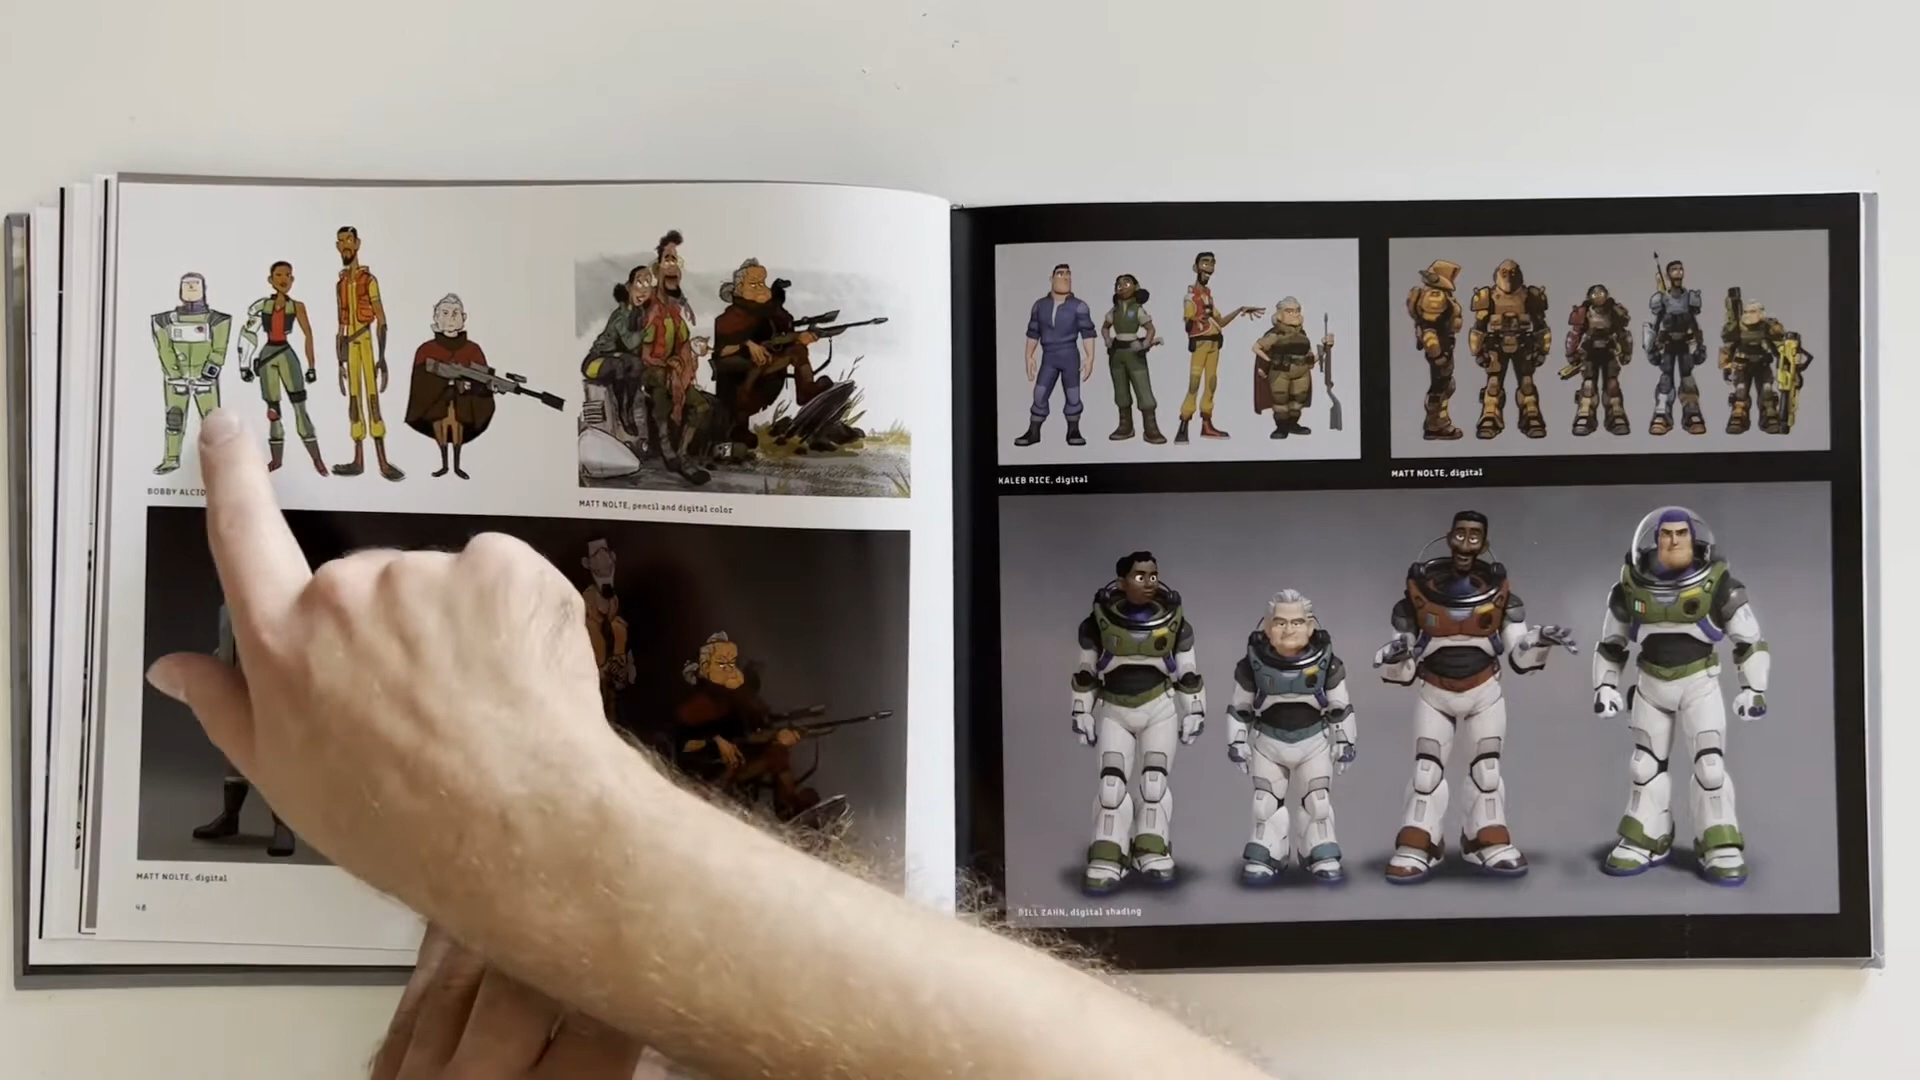 BOBBY
MATT NOLTE, pencil and digital color
MATT NOLTE, digital
48
KALEB RICE, digital
MATT NOLTE, digital
BILL ZAHN, digital shading